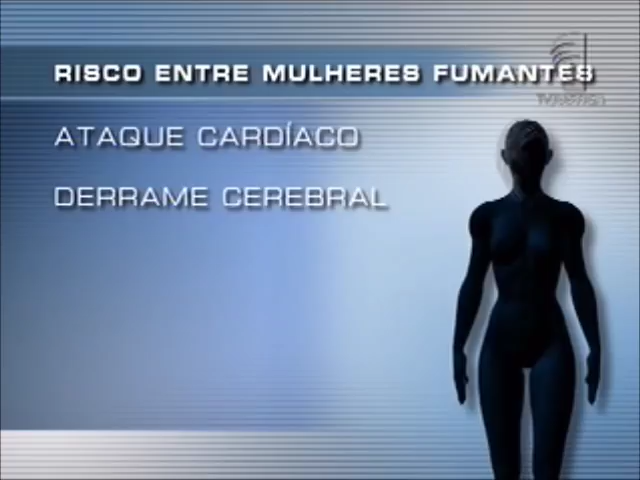 RISCO ENTRE MULHERES FUMANTES
ATAQUE CARDÍACO
DERRAME CEREBRAL